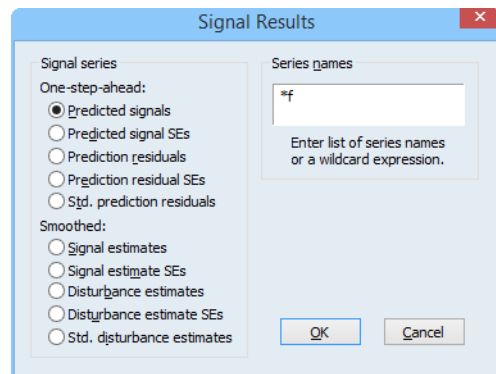 Signal Results
Signal series
One-step-ahead:
Predicted signals
Predicted signal SEs
Prediction residuals
Prediction residual SEs
Std. prediction residuals
Smoothed:
Signal estimates
Signal estimate SEs
Disturbance estimates
Disturbance estimate SEs
Std. disturbance estimates
Series names
*f
Enter list of series names
or a wildcard expression.
OK
Cancel